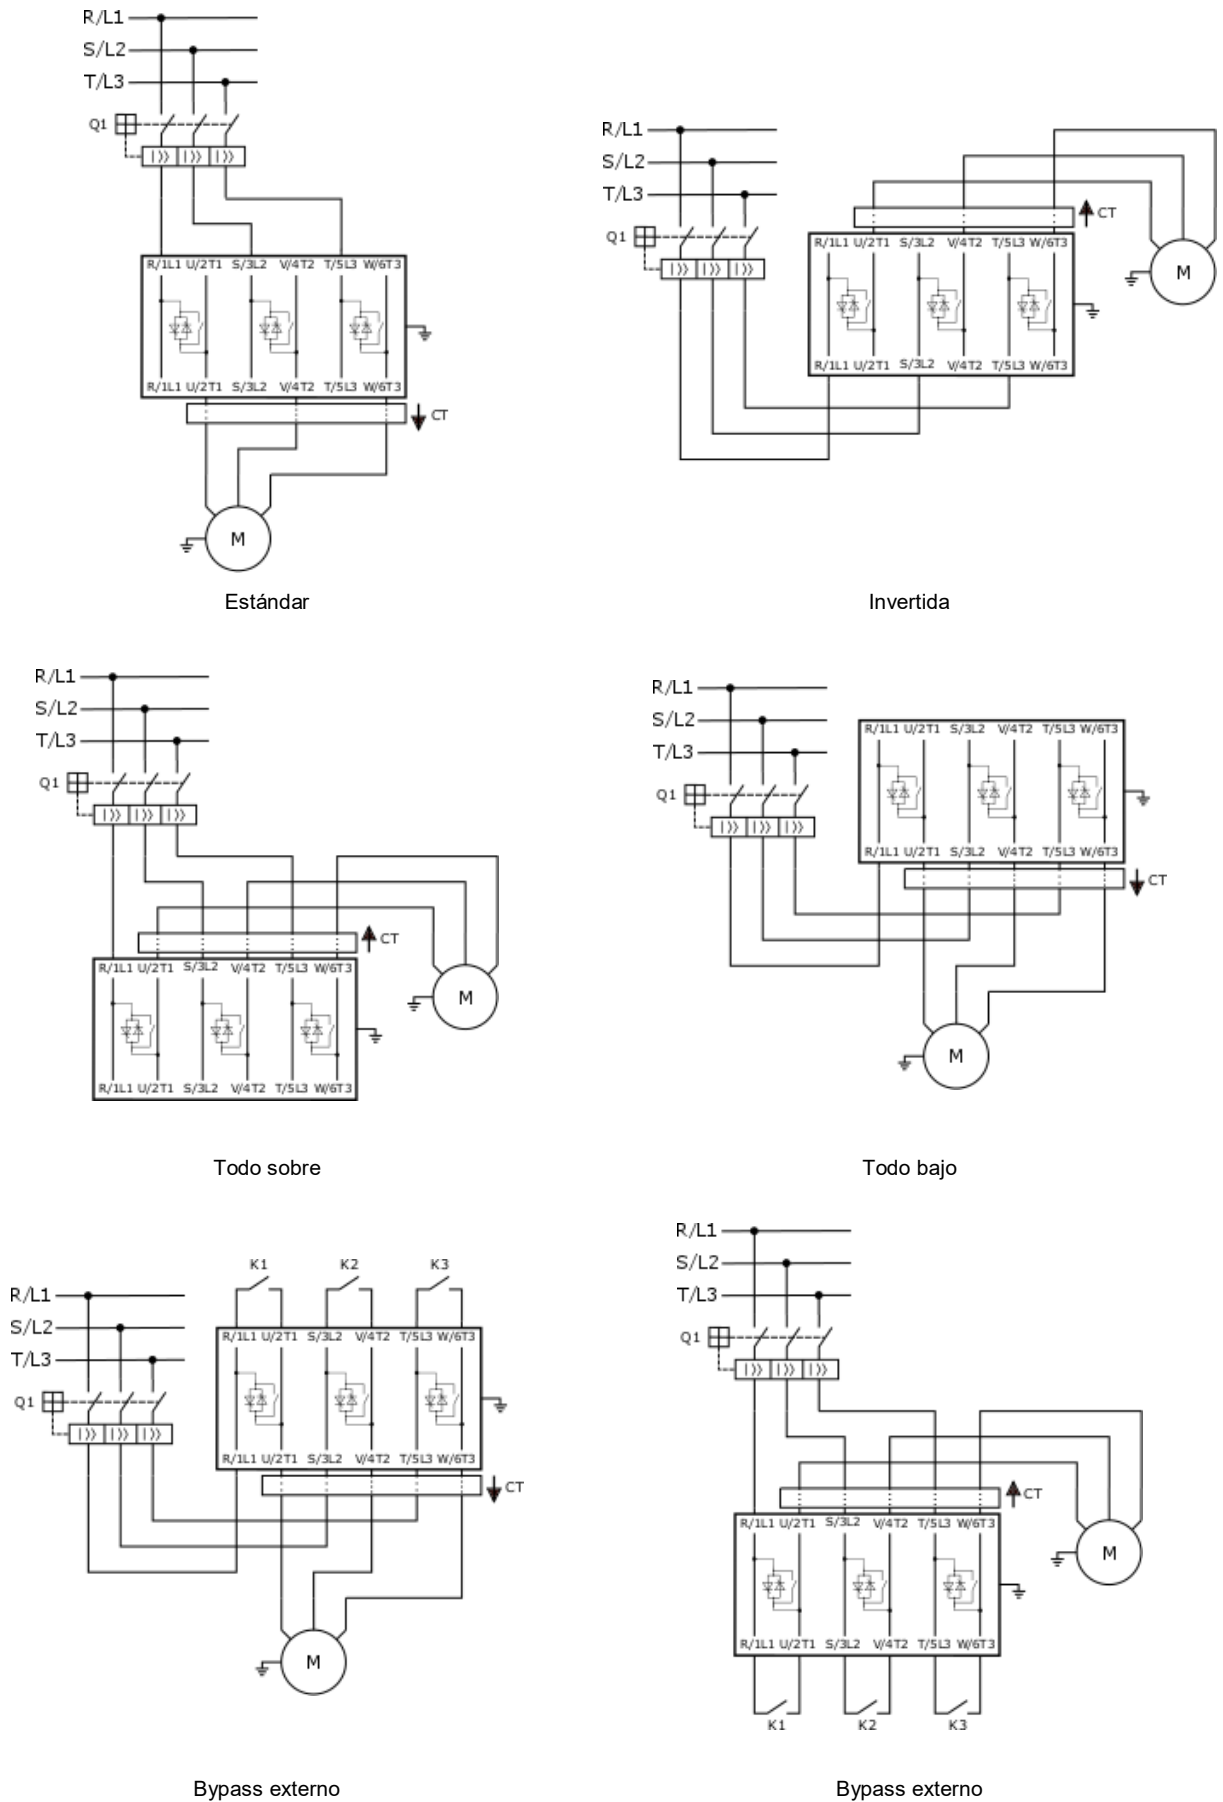 R/L1
S/L2
T/L3
Q1
I>> I>> I>>
R/1L1 U/2T1 S/3L2 V/4T2 T/5L3 W/6T3
R/1L1 U/2T1 S/3L2 V/4T2 T/5L3 W/6T3
CT
M
Estándar
R/L1
S/L2
T/L3
Q1
I>> I>> I>>
CT
R/1L1 U/2T1 S/3L2 V/4T2 T/5L3 W/6T3
M
R/1L1 U/2T1 S/3L2 V/4T2 T/5L3 W/6T3
Invertida
R/L1
S/L2
T/L3
Q1
I>> I>> I>>
CT
R/1L1 U/2T1 S/3L2 V/4T2 T/5L3 W/6T3
M
R/1L1 U/2T1 S/3L2 V/4T2 T/5L3 W/6T3
Todo sobre
R/L1
S/L2
T/L3
Q1
I>> I>> I>>
R/1L1 U/2T1 S/3L2 V/4T2 T/5L3 W/6T3
R/1L1 U/2T1 S/3L2 V/4T2 T/5L3 W/6T3
CT
M
Todo bajo
K1 K2 K3
R/L1
S/L2
T/L3
Q1
I>> I>> I>>
R/1L1 U/2T1 S/3L2 V/4T2 T/5L3 W/6T3
R/1L1 U/2T1 S/3L2 V/4T2 T/5L3 W/6T3
CT
M
Bypass externo
R/L1
S/L2
T/L3
Q1
I>> I>> I>>
CT
R/1L1 U/2T1 S/3L2 V/4T2 T/5L3 W/6T3
M
R/1L1 U/2T1 S/3L2 V/4T2 T/5L3 W/6T3
K1 K2 K3
Bypass externo